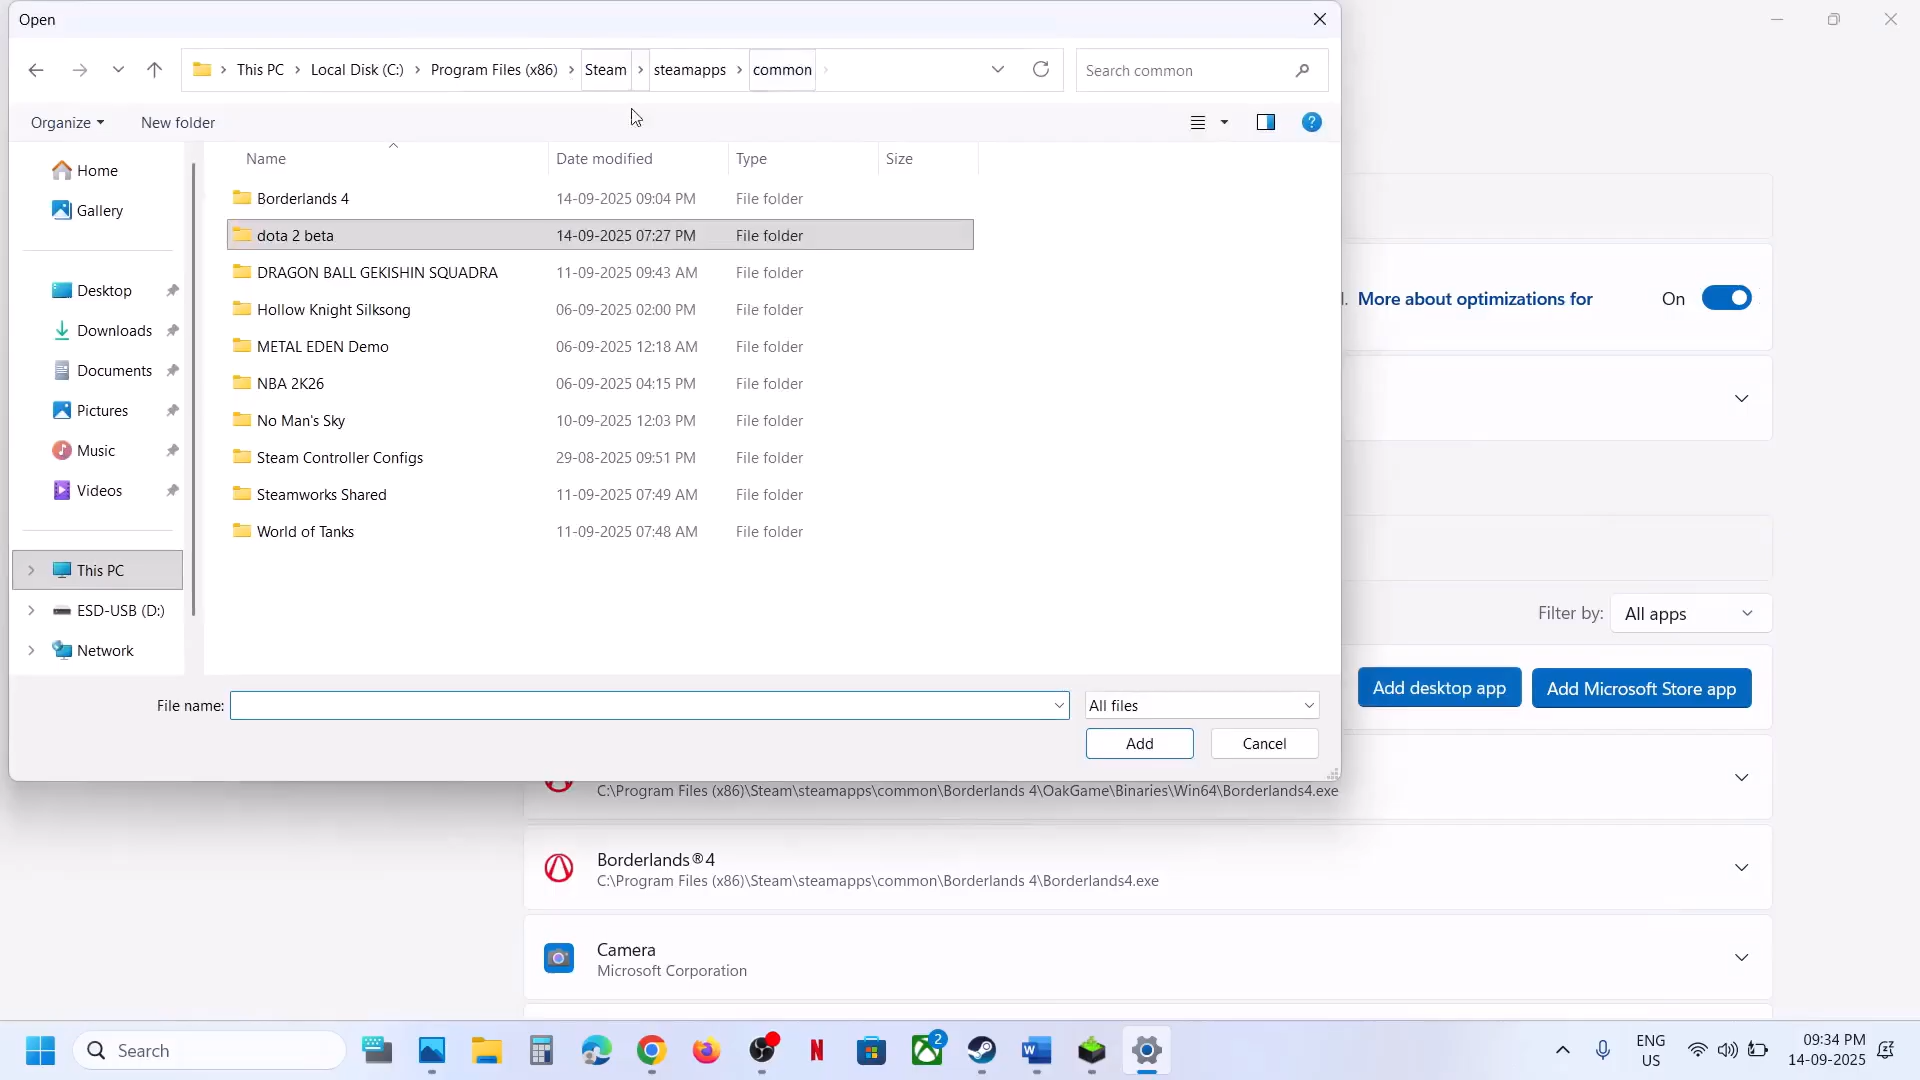 Open
This PC
Local Disk (C:)
Program Files (x86)
Steam
steamapps
common
Search common
Organize
New folder
Name
Date modified
Type
Size
Home
Gallery
Desktop
Downloads
Documents
Pictures
Music
Videos
This PC
ESD-USB (D:)
Network
Borderlands 4 14-09-2025 09:04 PM File folder
dota 2 beta 14-09-2025 07:27 PM File folder
DRAGON BALL GEKISHIN SQUADRA 11-09-2025 09:43 AM File folder
Hollow Knight Silksong 06-09-2025 02:00 PM File folder
METAL EDEN Demo 06-09-2025 12:18 AM File folder
NBA 2K26 06-09-2025 04:15 PM File folder
No Man's Sky 10-09-2025 12:03 PM File folder
Steam Controller Configs 29-08-2025 09:51 PM File folder
Steamworks Shared 11-09-2025 07:49 AM File folder
World of Tanks 11-09-2025 07:48 AM File folder
File name:
All files
Add
Cancel
More about optimizations for
On
Filter by:
All apps
Add desktop app
Add Microsoft Store app
C:\Program Files (x86)\Steam\steamapps\common\Borderlands 4\OakGame\Binaries\Win64\Borderlands4.exe
Borderlands®4
C:\Program Files (x86)\Steam\steamapps\common\Borderlands 4\Borderlands4.exe
Camera
Microsoft Corporation
Search
2
ENG
US
09:34 PM
14-09-2025